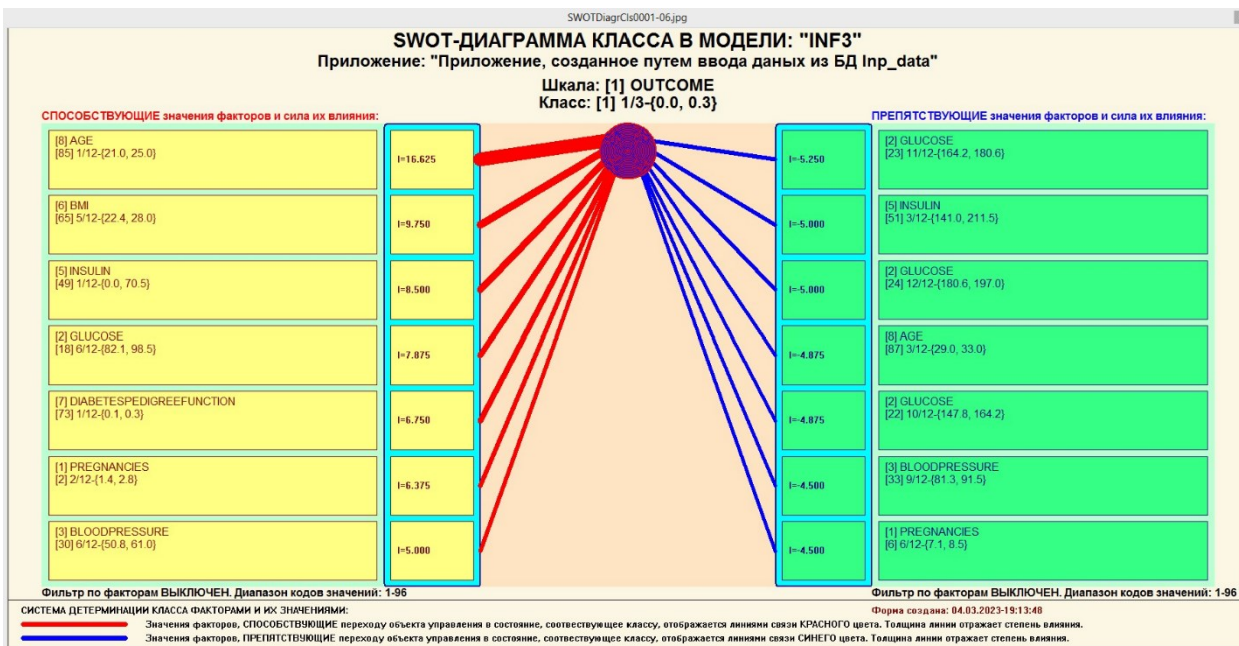 SWOTDiagrCls0001-06.jpg
SWOT-ДИАГРАММА КЛАССА В МОДЕЛИ: "INF3"
Приложение: "Приложение, созданное путем ввода даных из БД Inp_data"
Шкала: [1] OUTCOME
Класс: [1] 1/3-{0.0, 0.3}
СПОСОБСТВУЮЩИЕ значения факторов и сила их влияния:
[8] AGE
[85] 1/12-{21.0, 25.0}
I=16.625
[6] BMI
[65] 5/12-{22.4, 28.0}
I=9.750
[5] INSULIN
[49] 1/12-{0.0, 70.5}
I=8.500
[2] GLUCOSE
[18] 6/12-{82.1, 98.5}
I=7.875
[7] DIABETESPEDIGREEFUNCTION
[73] 1/12-{0.1, 0.3}
I=6.750
[1] PREGNANCIES
[2] 2/12-{1.4, 2.8}
I=6.375
[3] BLOODPRESSURE
[30] 6/12-{50.8, 61.0}
I=5.000
Фильтр по факторам ВЫКЛЮЧЕН. Диапазон кодов значений: 1-96
ПРЕПЯТСТВУЮЩИЕ значения факторов и сила их влияния:
I=-5.250
[2] GLUCOSE
[23] 11/12-{164.2, 180.6}
I=-5.000
[5] INSULIN
[51] 3/12-{141.0, 211.5}
I=-5.000
[2] GLUCOSE
[24] 12/12-{180.6, 197.0}
I=-4.875
[8] AGE
[87] 3/12-{29.0, 33.0}
I=-4.875
[2] GLUCOSE
[22] 10/12-{147.8, 164.2}
I=-4.500
[3] BLOODPRESSURE
[33] 9/12-{81.3, 91.5}
I=-4.500
[1] PREGNANCIES
[6] 6/12-{7.1, 8.5}
Фильтр по факторам ВЫКЛЮЧЕН. Диапазон кодов значений: 1-96
СИСТЕМА ДЕТЕРМИНАЦИИ КЛАССА ФАКТОРАМИ И ИХ ЗНАЧЕНИЯМИ:
Форма создана: 04.03.2023-19:13:48
Значения факторов, СПОСОБСТВУЮЩИЕ переходу объекта управления в состояние, соотвествующее классу, отображается линиями связи КРАСНОГО цвета. Толщина линии отражает степень влияния.
Значения факторов, ПРЕПЯТСТВУЮЩИЕ переходу объекта управления в состояние, соотвествующее классу, отображается линиями связи СИНЕГО цвета. Толщина линии отражает степень влияния.